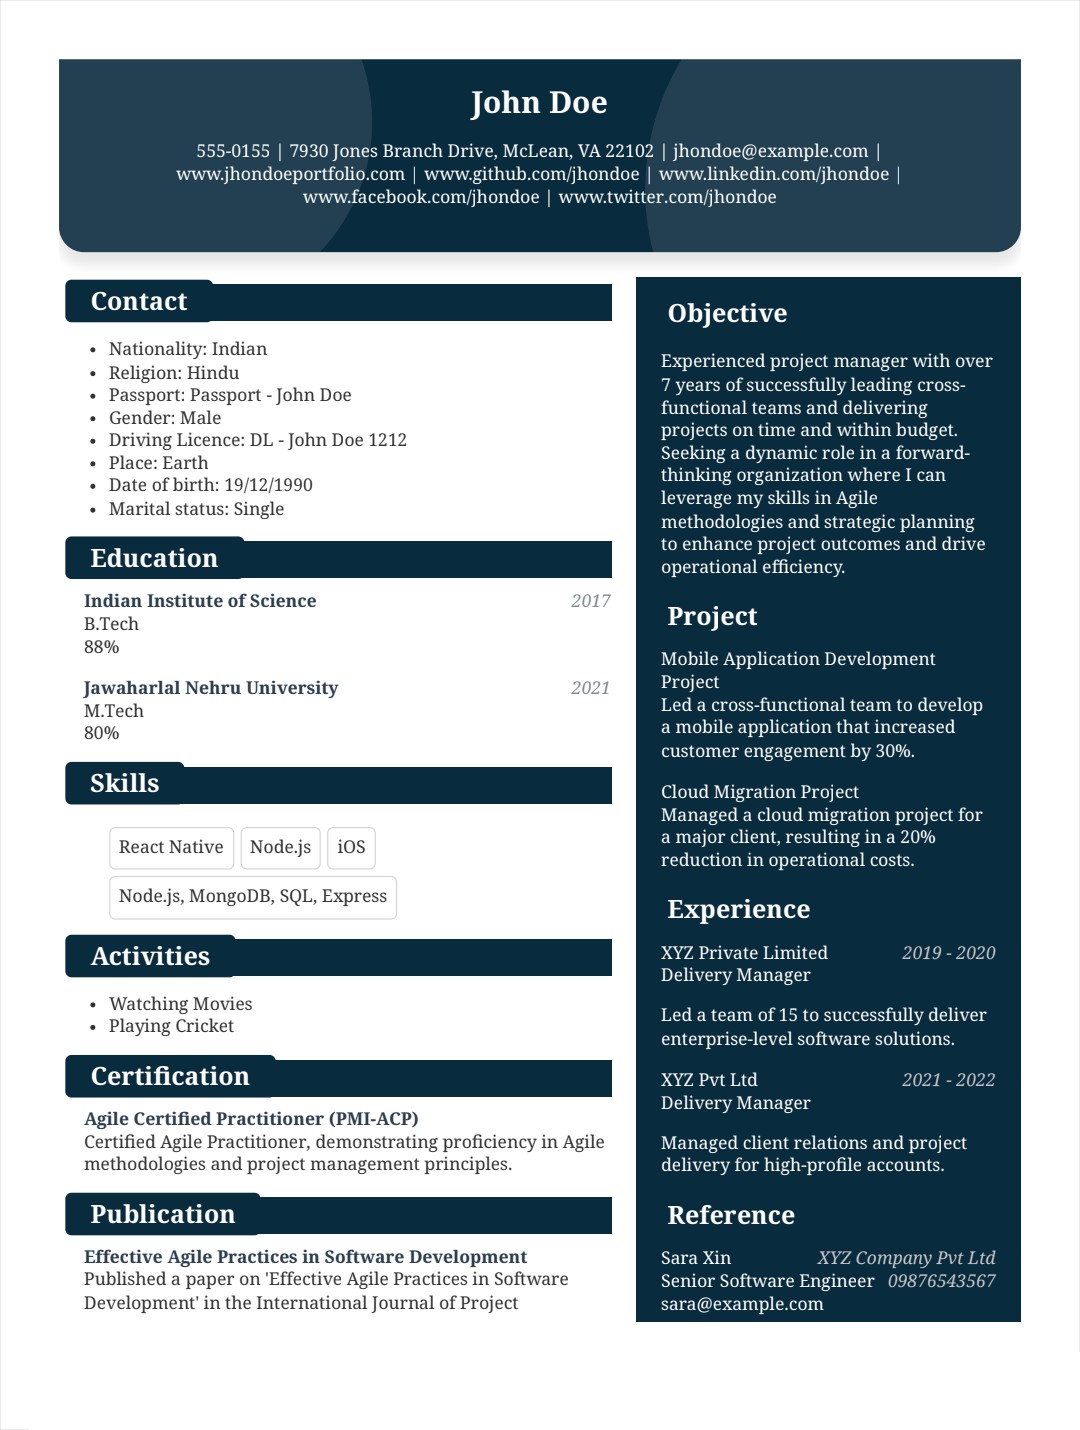 John Doe
555-0155 | 7930 Jones Branch Drive, McLean, VA 22102 | jhondoe@example.com |
www.jhondoeportfolio.com | www.github.com/jhondoe | www.linkedin.com/jhondoe |
www.facebook.com/jhondoe | www.twitter.com/jhondoe
Contact
• Nationality: Indian
• Religion: Hindu
• Passport: Passport - John Doe
• Gender: Male
• Driving Licence: DL - John Doe 1212
• Place: Earth
• Date of birth: 19/12/1990
• Marital status: Single
Education
Indian Institute of Science 2017
B.Tech
88%
Jawaharlal Nehru University 2021
M.Tech
80%
Skills
React Native Node.js iOS
Node.js, MongoDB, SQL, Express
Activities
• Watching Movies
• Playing Cricket
Certification
Agile Certified Practitioner (PMI-ACP)
Certified Agile Practitioner, demonstrating proficiency in Agile
methodologies and project management principles.
Publication
Effective Agile Practices in Software Development
Published a paper on 'Effective Agile Practices in Software
Development' in the International Journal of Project
Objective
Experienced project manager with over
7 years of successfully leading cross-
functional teams and delivering
projects on time and within budget.
Seeking a dynamic role in a forward-
thinking organization where I can
leverage my skills in Agile
methodologies and strategic planning
to enhance project outcomes and drive
operational efficiency.
Project
Mobile Application Development
Project
Led a cross-functional team to develop
a mobile application that increased
customer engagement by 30%.
Cloud Migration Project
Managed a cloud migration project for
a major client, resulting in a 20%
reduction in operational costs.
Experience
XYZ Private Limited 2019 - 2020
Delivery Manager
Led a team of 15 to successfully deliver
enterprise-level software solutions.
XYZ Pvt Ltd 2021 - 2022
Delivery Manager
Managed client relations and project
delivery for high-profile accounts.
Reference
Sara Xin XYZ Company Pvt Ltd
Senior Software Engineer 09876543567
sara@example.com